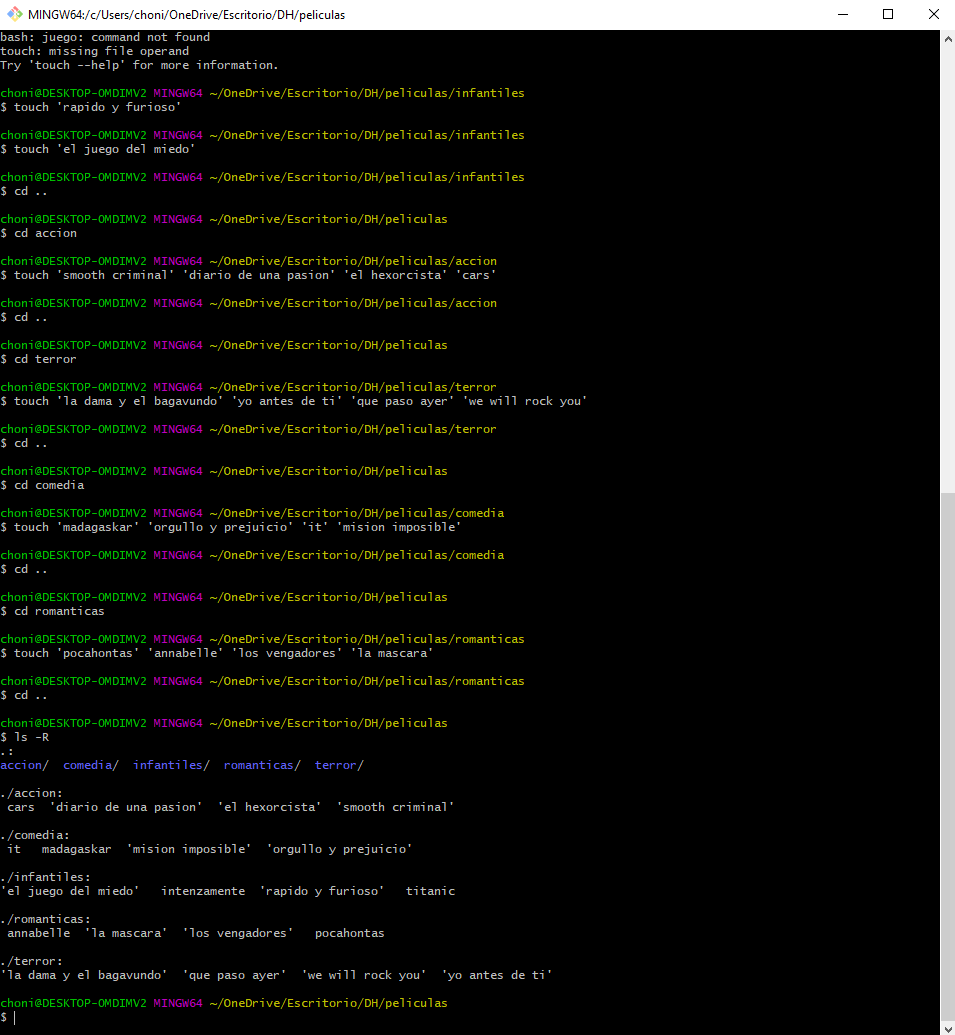 MINGW64:/c/Users/choni/OneDrive/Escritorio/DH/peliculas
bash: juego: command not found
touch: missing file operand
Try 'touch --help' for more information.
choni@DESKTOP-OMDIMV2 MINGW64 ~/OneDrive/Escritorio/DH/peliculas/infantiles
$ touch 'rapido y furioso'
choni@DESKTOP-OMDIMV2 MINGW64 ~/OneDrive/Escritorio/DH/peliculas/infantiles
$ touch 'el juego del miedo'
choni@DESKTOP-OMDIMV2 MINGW64 ~/OneDrive/Escritorio/DH/peliculas/infantiles
$ cd ..
choni@DESKTOP-OMDIMV2 MINGW64 ~/OneDrive/Escritorio/DH/peliculas
$ cd accion
choni@DESKTOP-OMDIMV2 MINGW64 ~/OneDrive/Escritorio/DH/peliculas/accion
$ touch 'smooth criminal' 'diario de una pasion' 'el hexorcista' 'cars'
choni@DESKTOP-OMDIMV2 MINGW64 ~/OneDrive/Escritorio/DH/peliculas/accion
$ cd ..
choni@DESKTOP-OMDIMV2 MINGW64 ~/OneDrive/Escritorio/DH/peliculas
$ cd terror
choni@DESKTOP-OMDIMV2 MINGW64 ~/OneDrive/Escritorio/DH/peliculas/terror
$ touch 'la dama y el bagavundo' 'yo antes de ti' 'que paso ayer' 'we will rock you'
choni@DESKTOP-OMDIMV2 MINGW64 ~/OneDrive/Escritorio/DH/peliculas/terror
$ cd ..
choni@DESKTOP-OMDIMV2 MINGW64 ~/OneDrive/Escritorio/DH/peliculas
$ cd comedia
choni@DESKTOP-OMDIMV2 MINGW64 ~/OneDrive/Escritorio/DH/peliculas/comedia
$ touch 'madagaskar' 'orgullo y prejuicio' 'it' 'mision imposible'
choni@DESKTOP-OMDIMV2 MINGW64 ~/OneDrive/Escritorio/DH/peliculas/comedia
$ cd ..
choni@DESKTOP-OMDIMV2 MINGW64 ~/OneDrive/Escritorio/DH/peliculas
$ cd romanticas
choni@DESKTOP-OMDIMV2 MINGW64 ~/OneDrive/Escritorio/DH/peliculas/romanticas
$ touch 'pocahontas' 'annabelle' 'los vengadores' 'la mascara'
choni@DESKTOP-OMDIMV2 MINGW64 ~/OneDrive/Escritorio/DH/peliculas/romanticas
$ cd ..
choni@DESKTOP-OMDIMV2 MINGW64 ~/OneDrive/Escritorio/DH/peliculas
$ ls -R
.:
accion/  comedia/  infantiles/  romanticas/  terror/
./accion:
 cars  'diario de una pasion'  'el hexorcista'  'smooth criminal'
./comedia:
 it   madagaskar  'mision imposible'  'orgullo y prejuicio'
./infantiles:
'el juego del miedo'   intenzamente  'rapido y furioso'   titanic
./romanticas:
 annabelle  'la mascara'  'los vengadores'   pocahontas
./terror:
'la dama y el bagavundo'  'que paso ayer'  'we will rock you'  'yo antes de ti'
choni@DESKTOP-OMDIMV2 MINGW64 ~/OneDrive/Escritorio/DH/peliculas
$